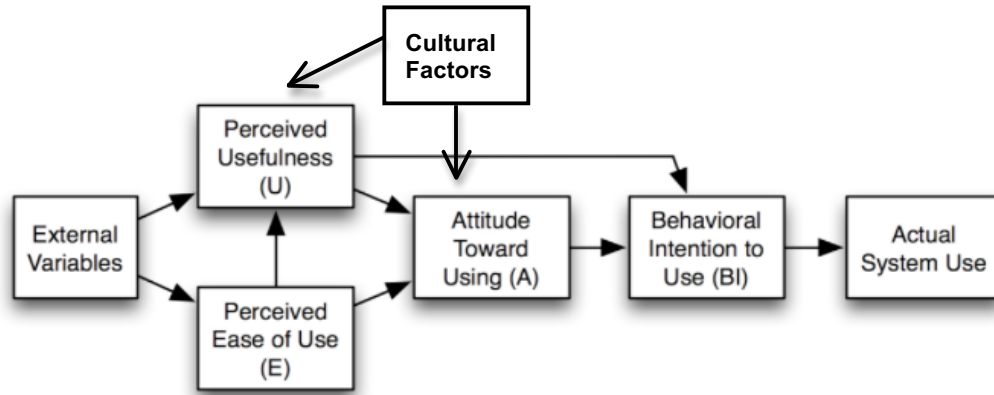 Cultural
Factors
Perceived
Usefulness
(U)
External
Variables
Perceived
Ease of Use
(E)
Attitude
Toward
Using (A)
Behavioral
Intention to
Use (BI)
Actual
System Use